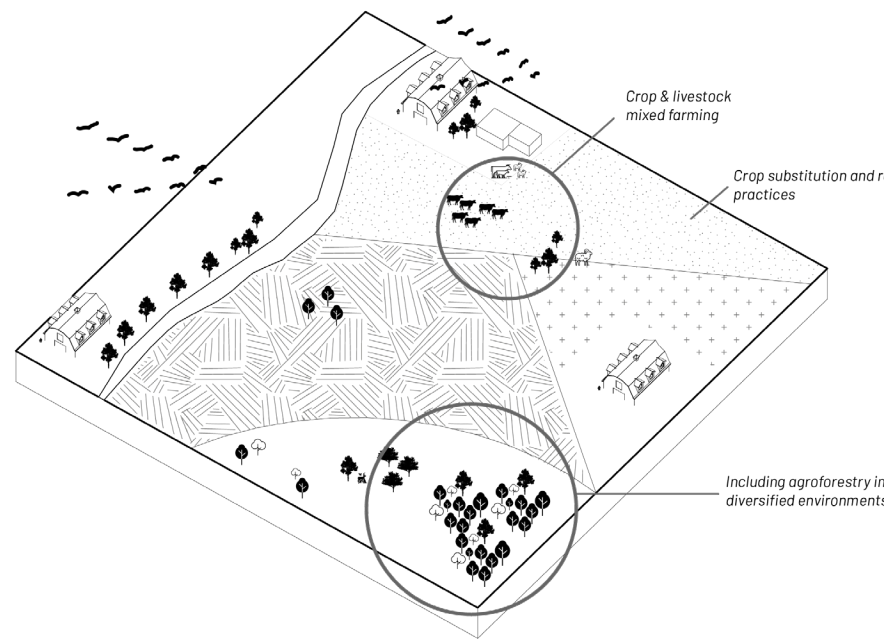 Crop & livestock
mixed farming
Crop substitution and
practices
Including agroforestry in
diversified environments